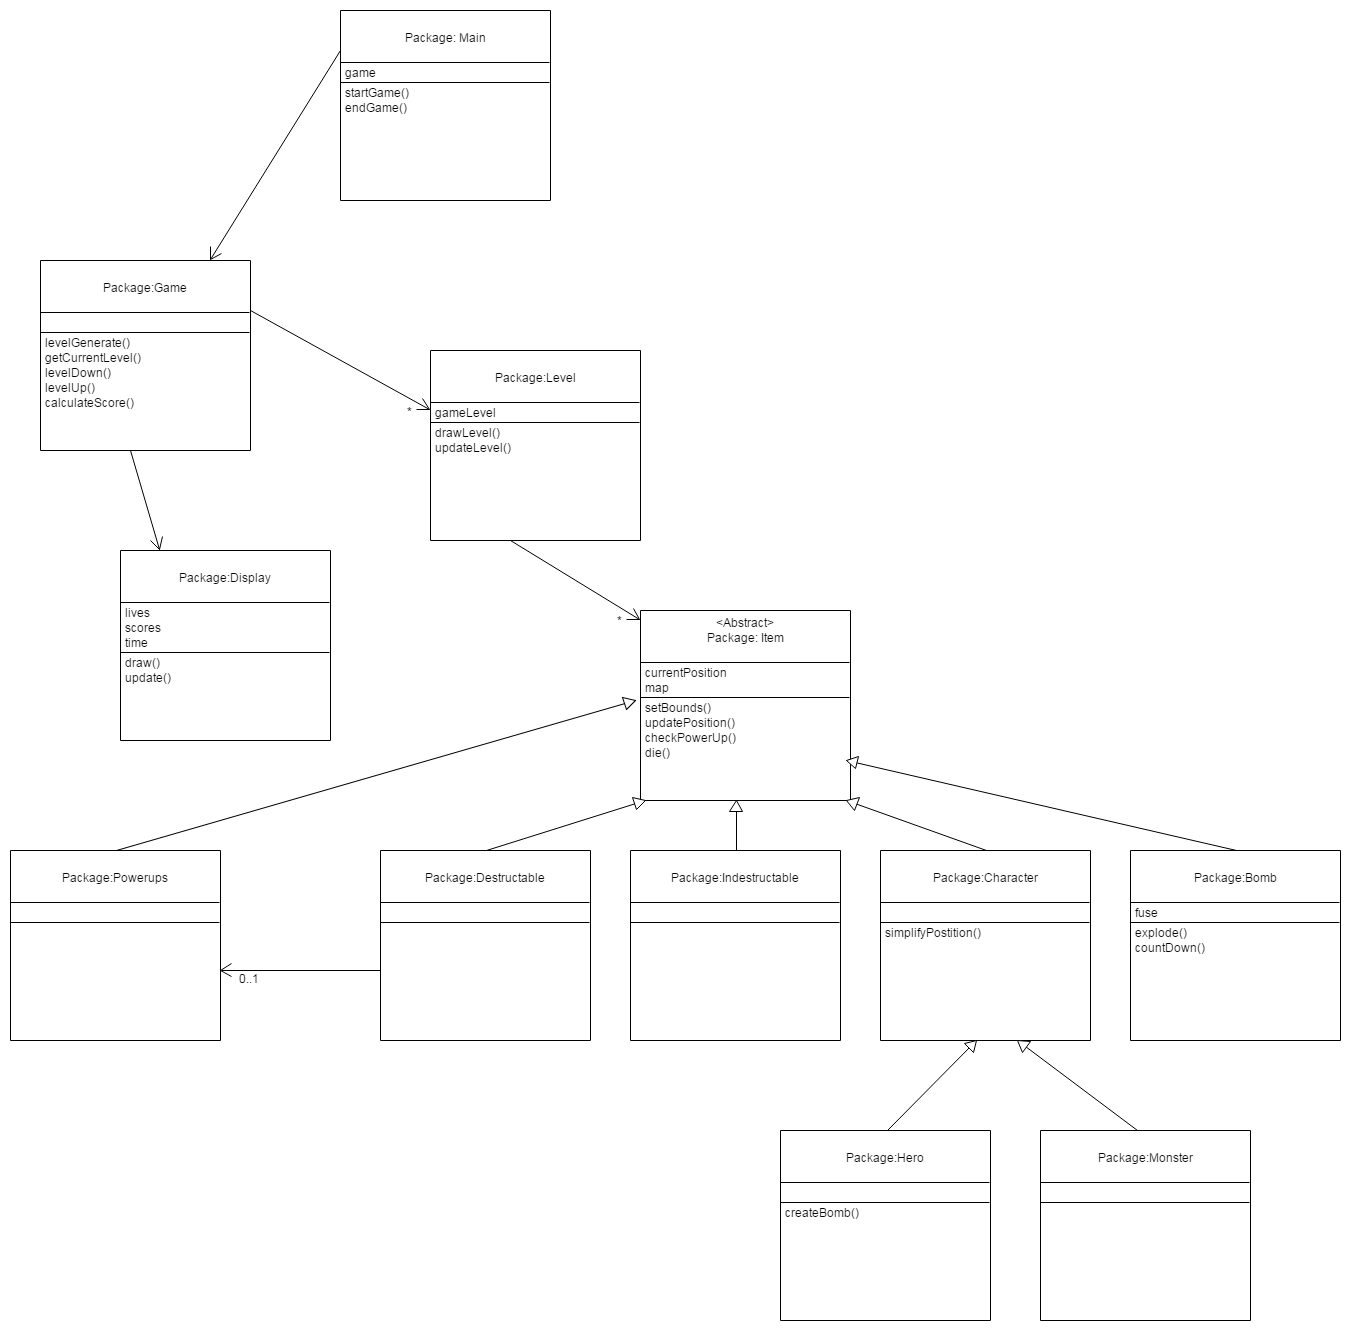 Package: Main
game
startGame()
endGame()
Package:Game
levelGenerate()
getCurrentLevel()
levelDown()
levelUp()
calculateScore()
*
Package:Level
gameLevel
drawLevel()
updateLevel()
Package:Display
lives
scores
time
draw()
update()
*
<Abstract>
Package: Item
currentPosition
map
setBounds()
updatePosition()
checkPowerUp()
die()
Package:Powerups
0..1
Package:Destructable
Package:Indestructable
Package:Character
simplifyPostition()
Package:Bomb
fuse
explode()
countDown()
Package:Hero
createBomb()
Package:Monster